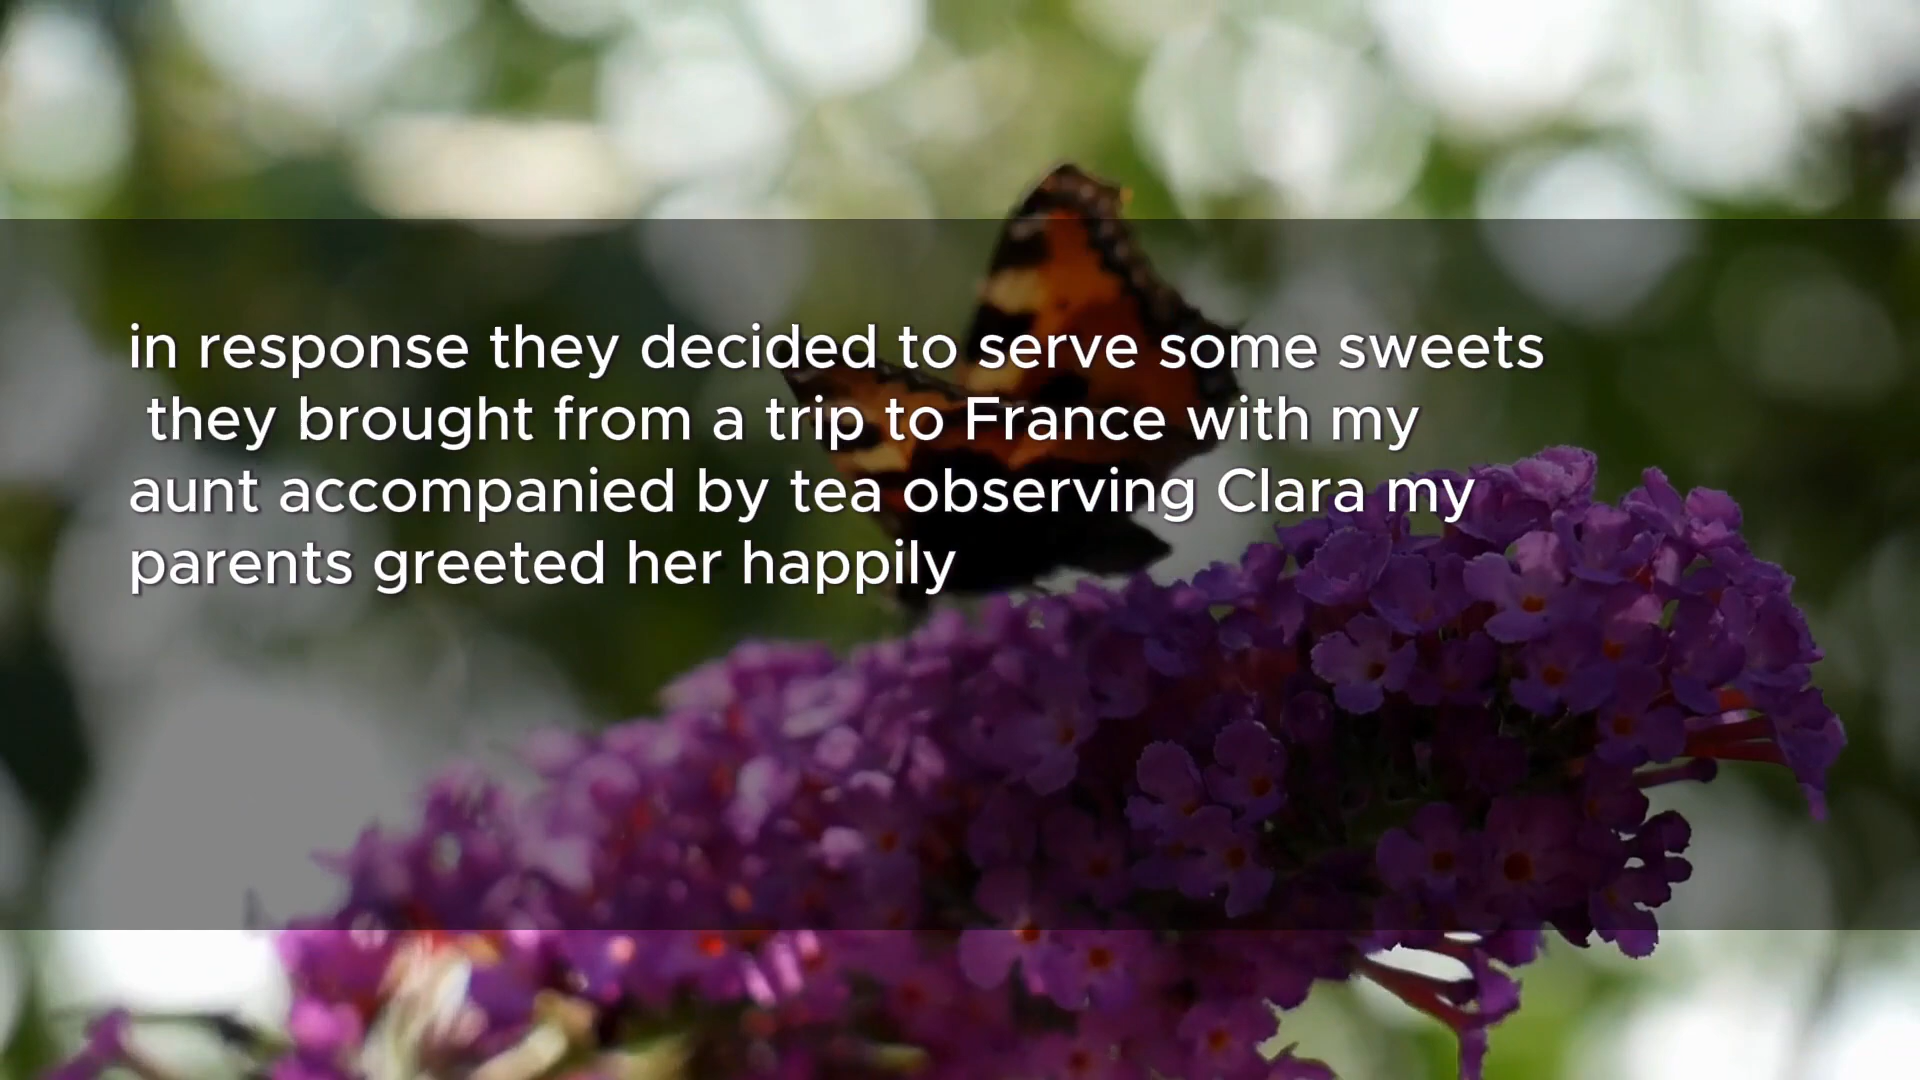 in response they decided to serve some sweets
they brought from a trip to France with my
aunt accompanied by tea observing Clara my
parents greeted her happily